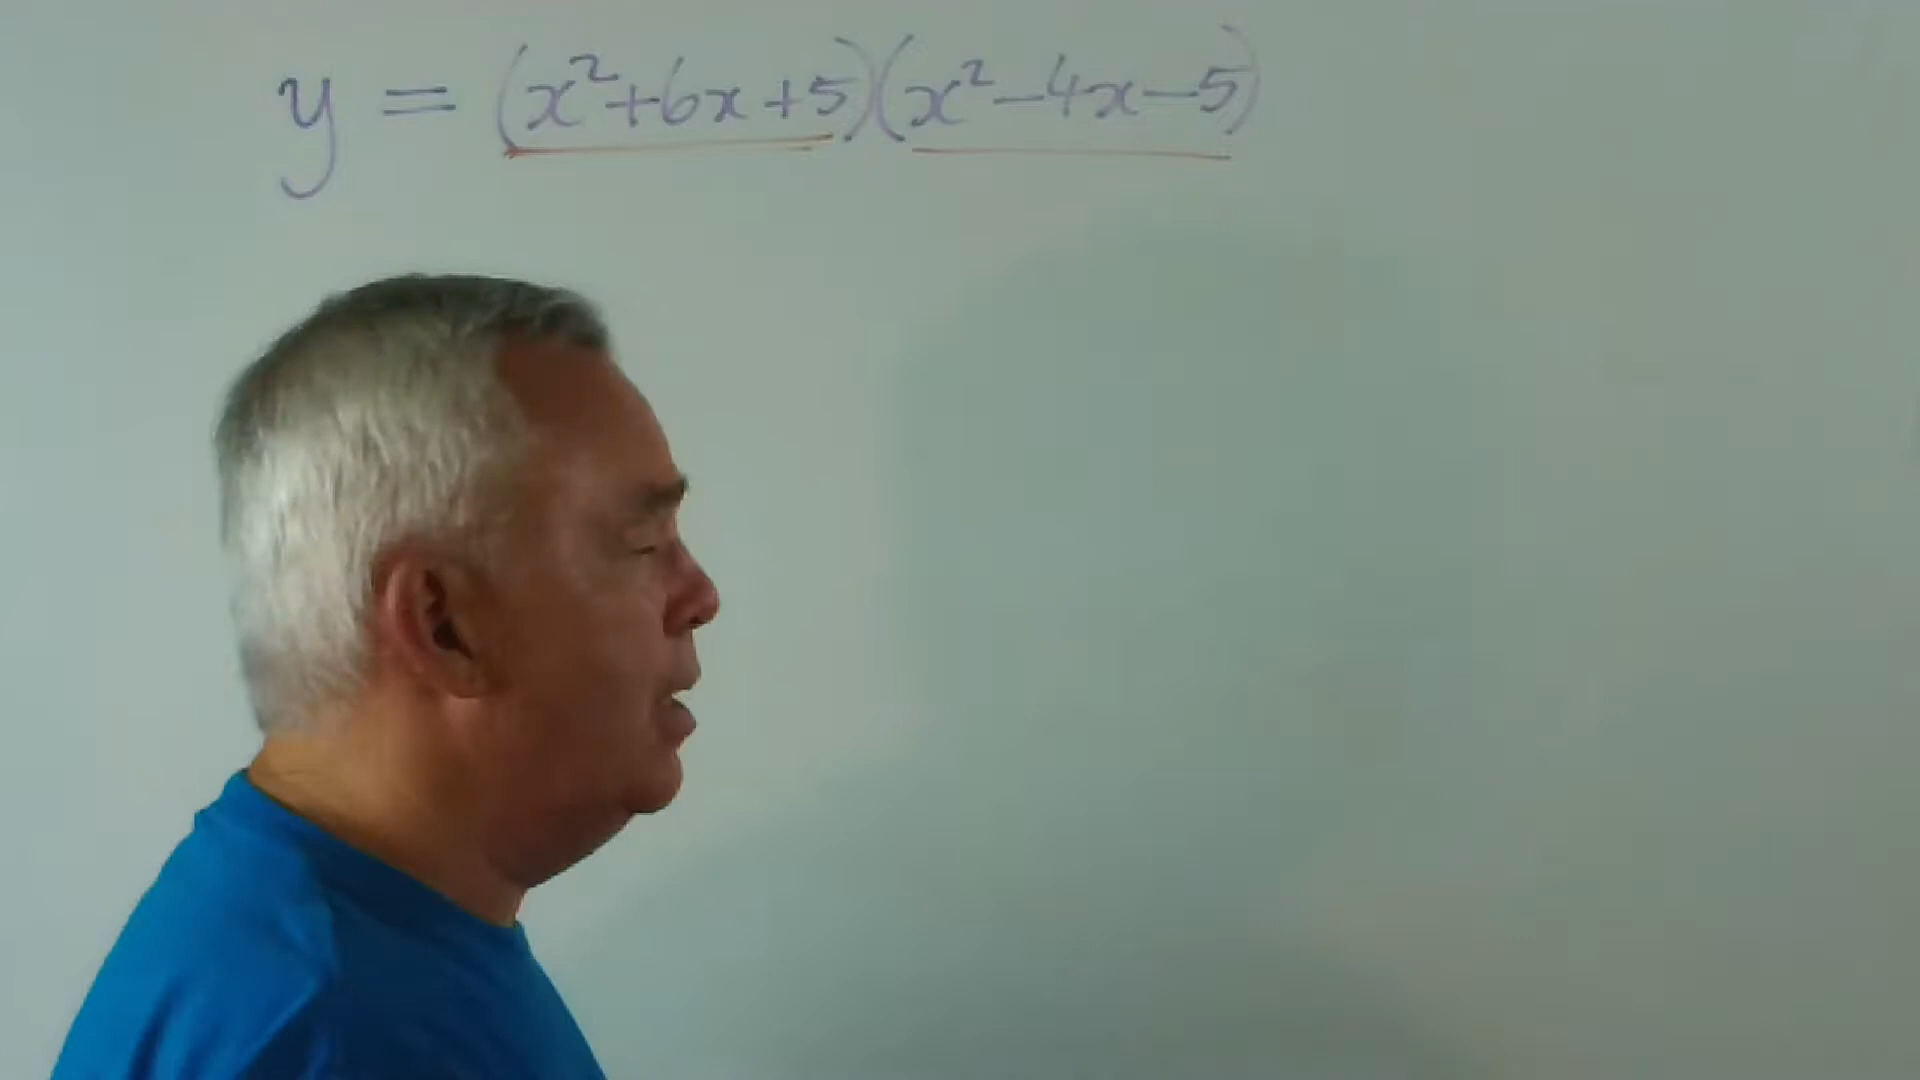 y = (x²+6x+5)(x²-4x-5)